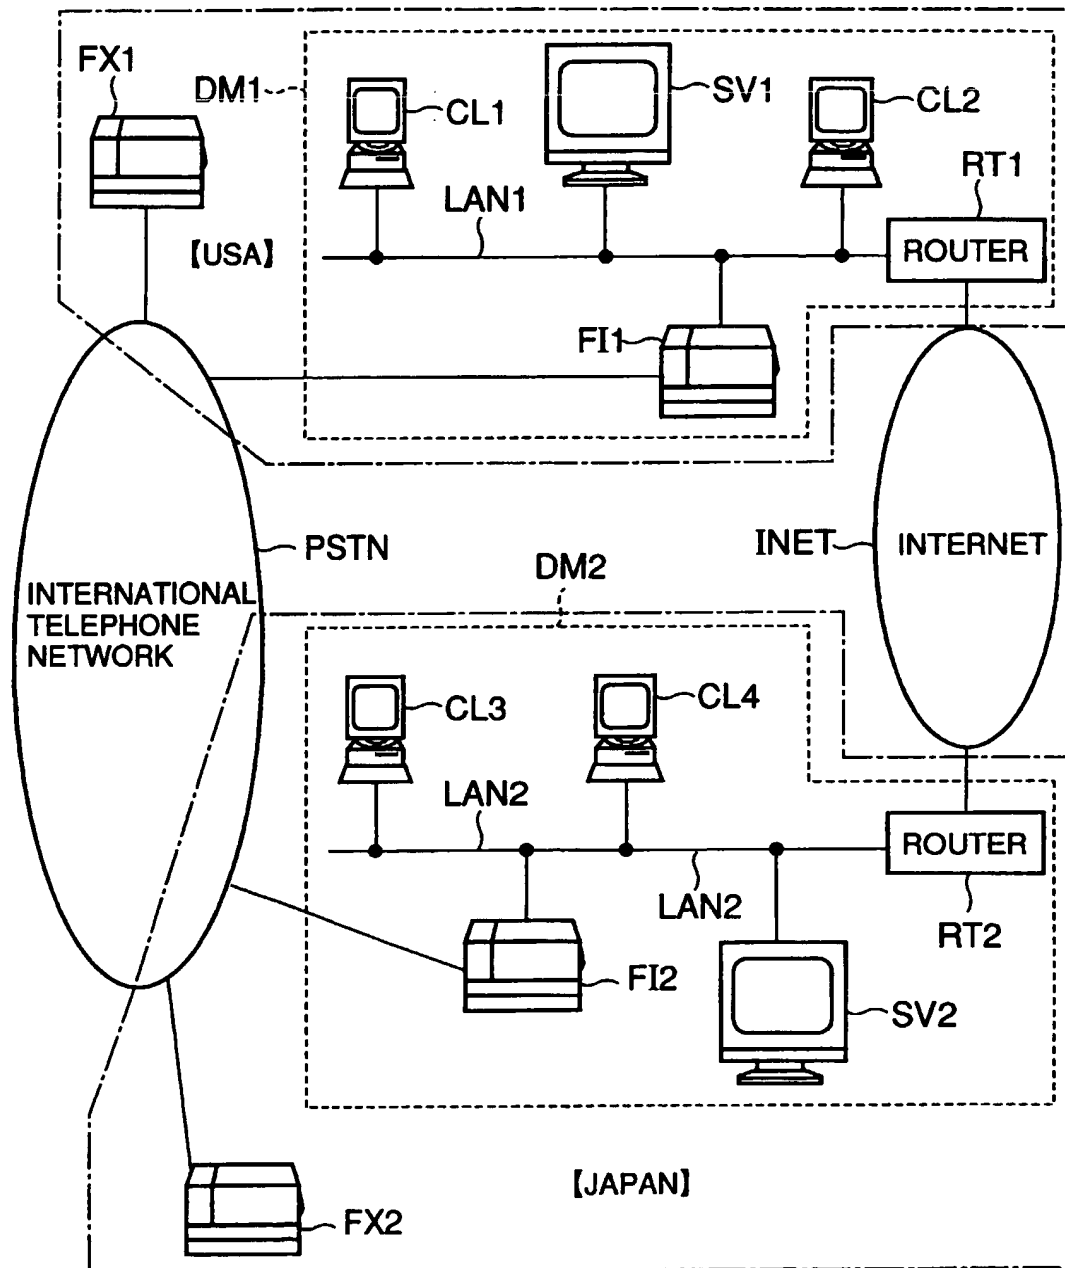 FX1
DM1
CL1
SV1
CL2
RT1
LAN1
【USA】
ROUTER
FI1
PSTN
INET
INTERNET
DM2
INTERNATIONAL
TELEPHONE
NETWORK
CL3
CL4
LAN2
ROUTER
LAN2
RT2
FI2
SV2
【JAPAN】
FX2